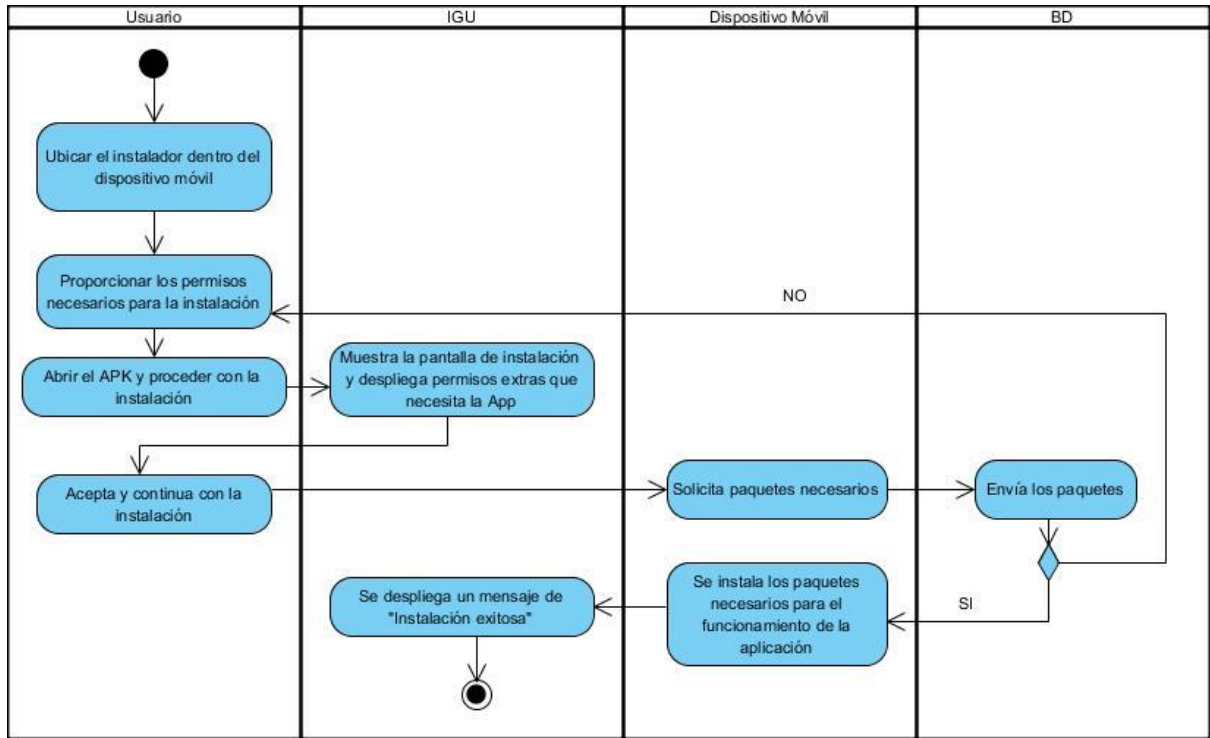 Usuario
IGU
Dispositivo Móvil
BD
Ubicar el instalador dentro del
dispositivo móvil
Proporcionar los permisos
necesarios para la instalación
NO
Abrir el APK y proceder con la
instalación
Muestra la pantalla de instalación
y despliega permisos extras que
necesita la App
Acepta y continua con la
instalación
Solicita paquetes necesarios
Envía los paquetes
SI
Se instala los paquetes
necesarios para el
funcionamiento de la
aplicación
Se despliega un mensaje de
"Instalación exitosa"